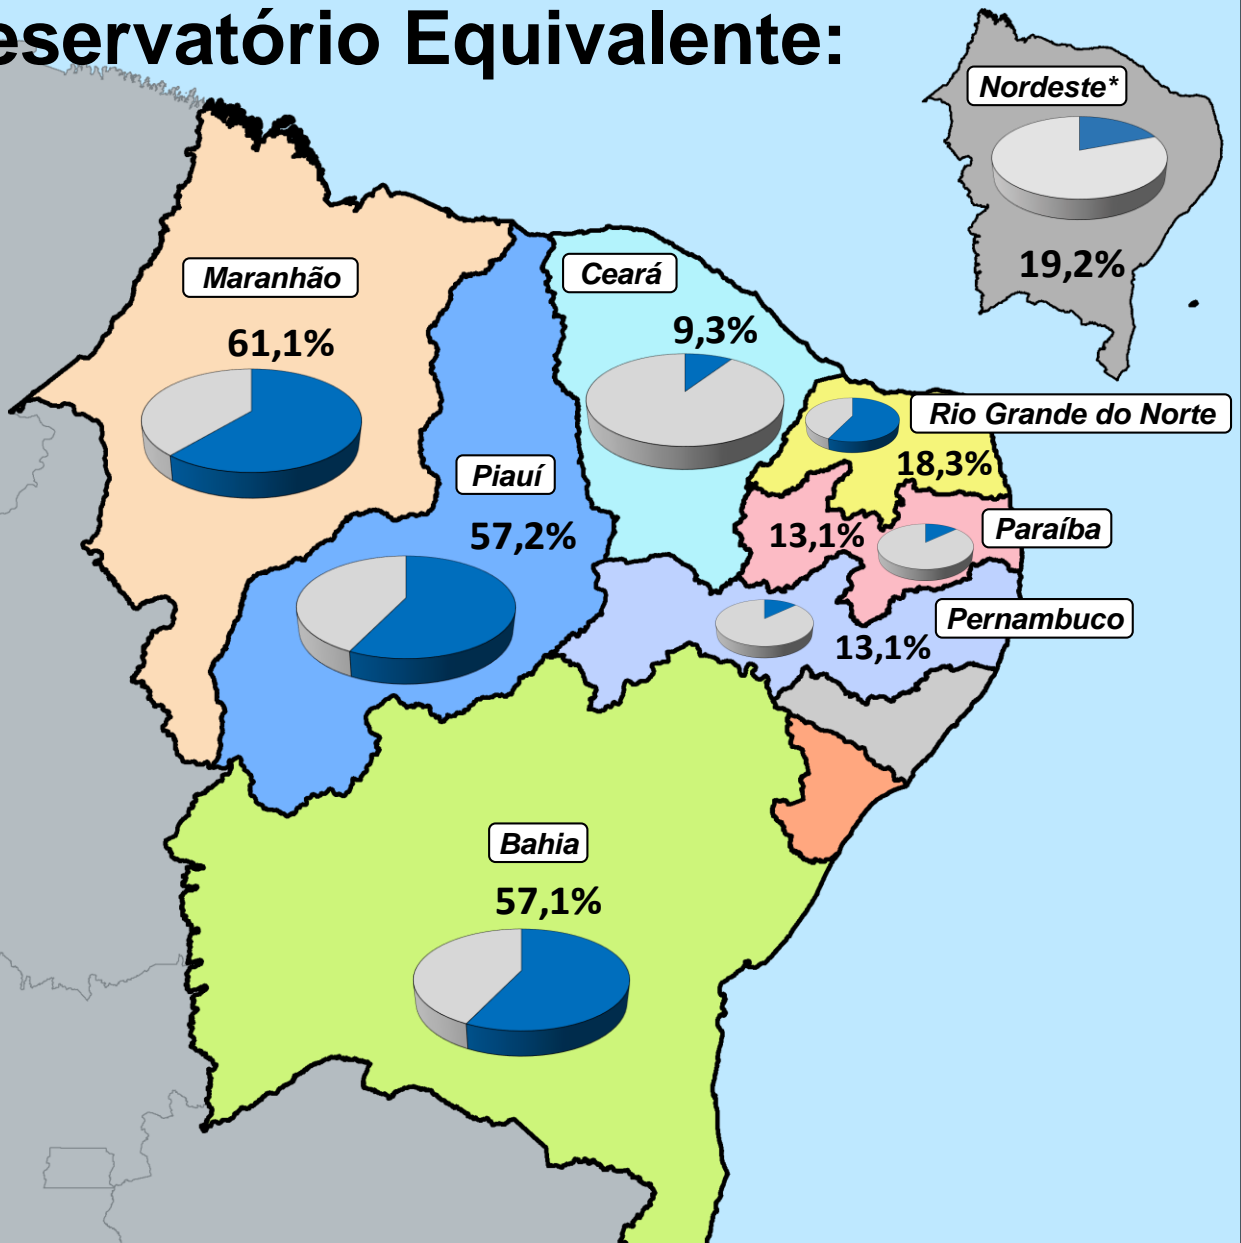 eservatório Equivalente:
Nordeste*
19,2%
Maranhão
61,1%
Ceará
9,3%
Rio Grande do Norte
18,3%
Piauí
57,2%
Paraíba
13,1%
Pernambuco
13,1%
Bahia
57,1%